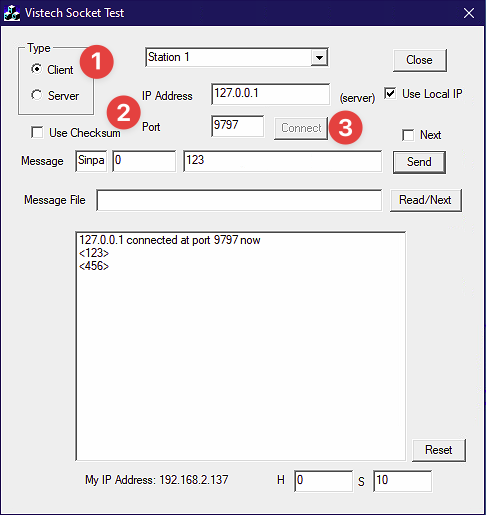 Vistech Socket Test
Type
1
Client
Server
Station 1
Close
IP Address
127.0.0.1
(server)
Use Local IP
2
Use Checksum
Port
9797
Connect
3
Next
Message
Sinpa
0
123
Send
Message File
Read/Next
127.0.0.1 connected at port 9797 now
<123>
<456>
Reset
My IP Address: 192.168.2.137
H
0
S
10